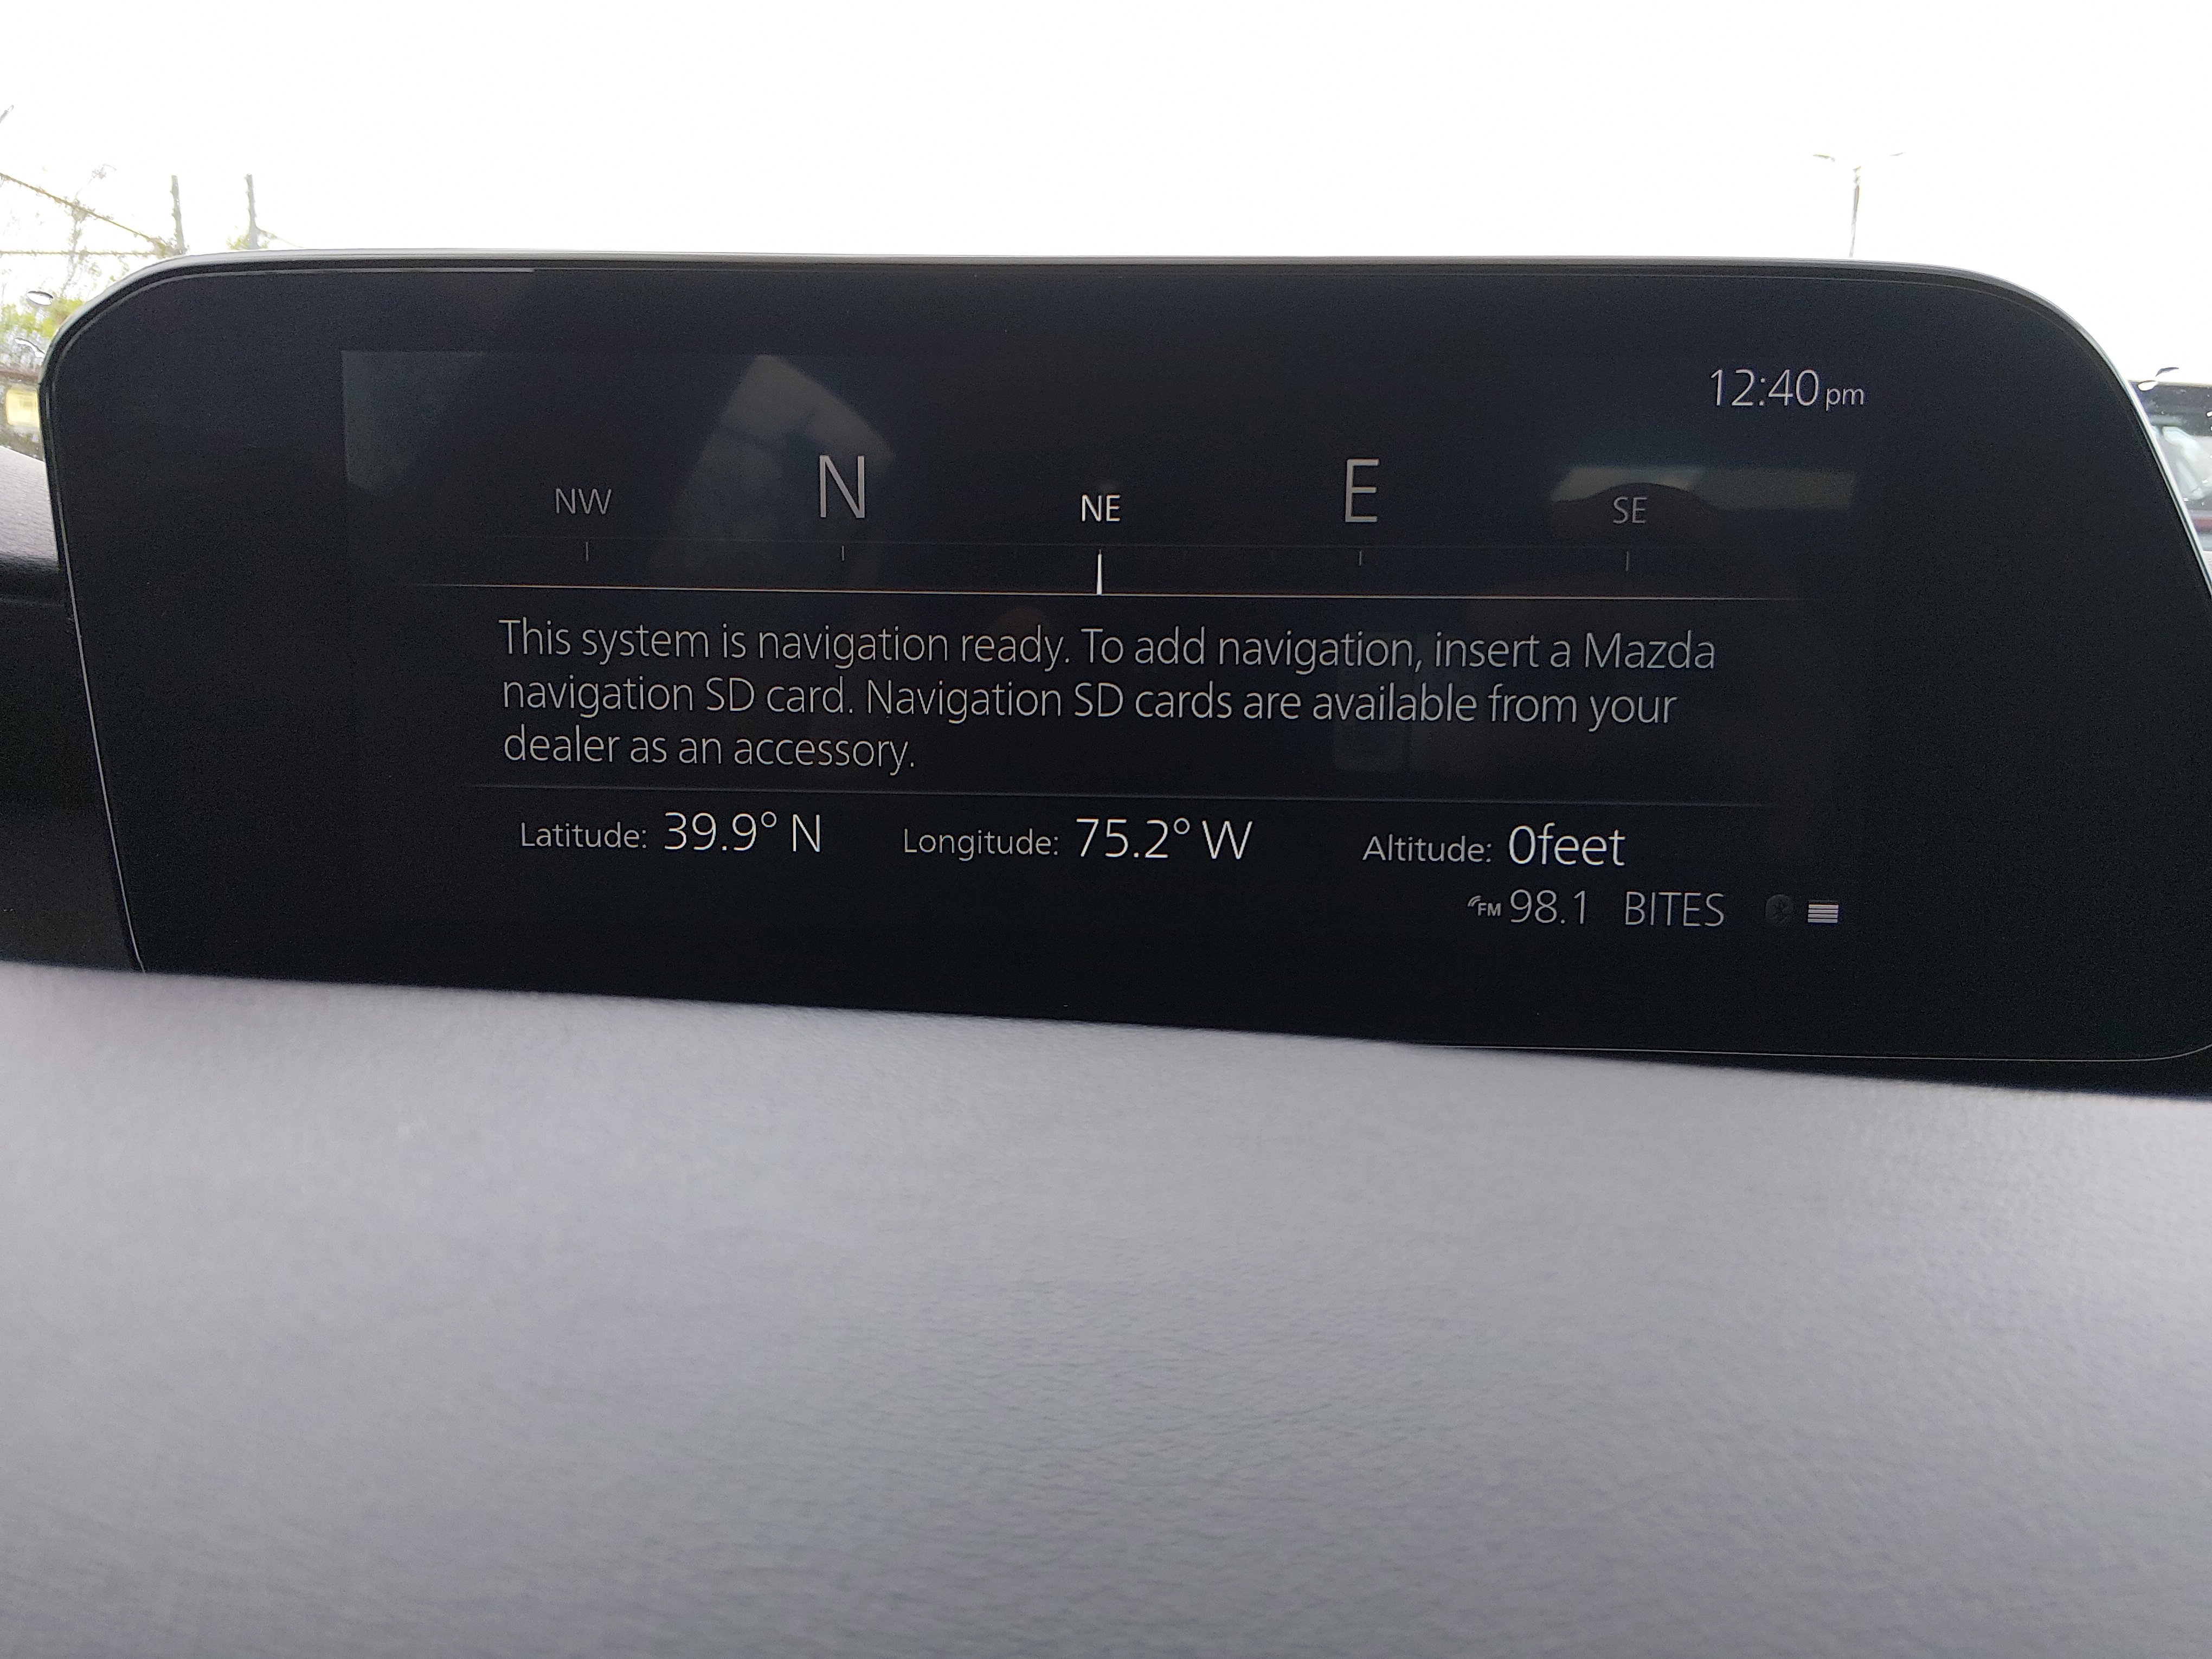 12:40 pm
NW N NE E SE
This system is navigation ready. To add navigation, insert a Mazda
navigation SD card. Navigation SD cards are available from your
dealer as an accessory.
Latitude: 39.9° N Longitude: 75.2° W Altitude: 0feet
FM 98.1 BITES